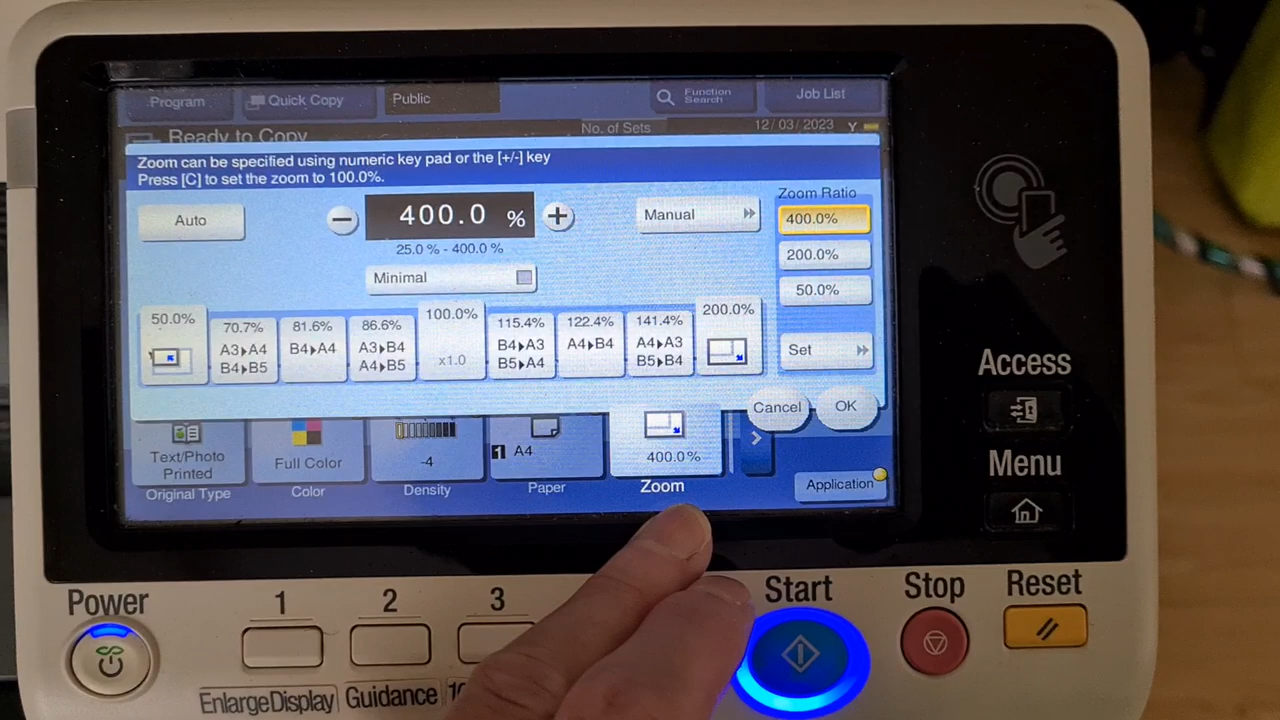 Program
Quick Copy
Public
Function Search
Job List
Ready to Copy
No. of Sets
12/03/2023
Y
Zoom can be specified using numeric key pad or the [+/-] key
Press [C] to set the zoom to 100.0%.
Auto
−
400.0 %
+
25.0 % - 400.0 %
Minimal
Manual
Zoom Ratio
400.0%
200.0%
50.0%
Set
50.0%
70.7%
A3▶A4
B4▶B5
81.6%
B4▶A4
86.6%
A3▶B4
A4▶B5
100.0%
x1.0
115.4%
B4▶A3
B5▶A4
122.4%
A4▶B4
141.4%
A4▶A3
B5▶B4
200.0%
Cancel
OK
Text/Photo
Printed
Original Type
Full Color
Color
-4
Density
1 A4
Paper
400.0%
Zoom
Application
Access
Menu
Power
1
2
3
Start
Stop
Reset
Enlarge Display
Guidance